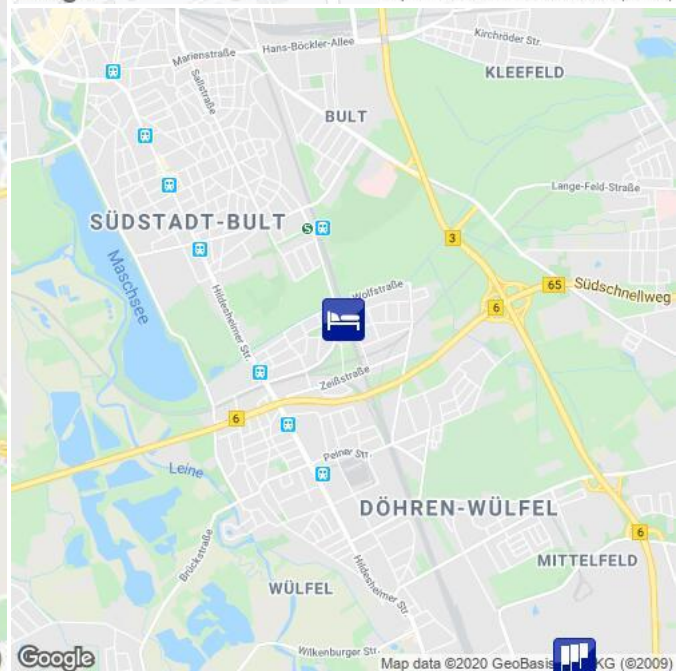 Marienstraße
Hans-Böckler-Allee
Kirchröder Str.
KLEEFELD
Sallstraße
BULT
Lange-Feld-Straße
SÜDSTADT-BULT
S
3
Maschsee
65
Südschnellweg
Wolfstraße
6
Hildesheimer Str.
Zeißstraße
6
Peiner Str.
Leine
DÖHREN-WÜLFEL
6
MITTELFELD
Brückstraße
Hildesheimer Str.
WÜLFEL
Wilkenburger Str.
Google
Map data ©2020 GeoBasis KG (©2009)